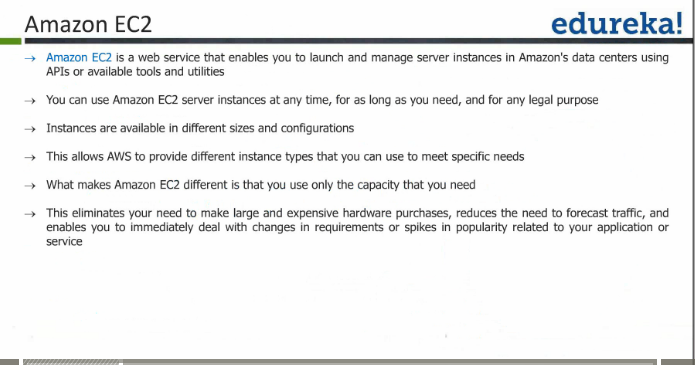 Amazon EC2
edureka!
→ Amazon EC2 is a web service that enables you to launch and manage server instances in Amazon's data centers using
APIs or available tools and utilities
→ You can use Amazon EC2 server instances at any time, for as long as you need, and for any legal purpose
→ Instances are available in different sizes and configurations
→ This allows AWS to provide different instance types that you can use to meet specific needs
→ What makes Amazon EC2 different is that you use only the capacity that you need
→ This eliminates your need to make large and expensive hardware purchases, reduces the need to forecast traffic, and
enables you to immediately deal with changes in requirements or spikes in popularity related to your application or
service